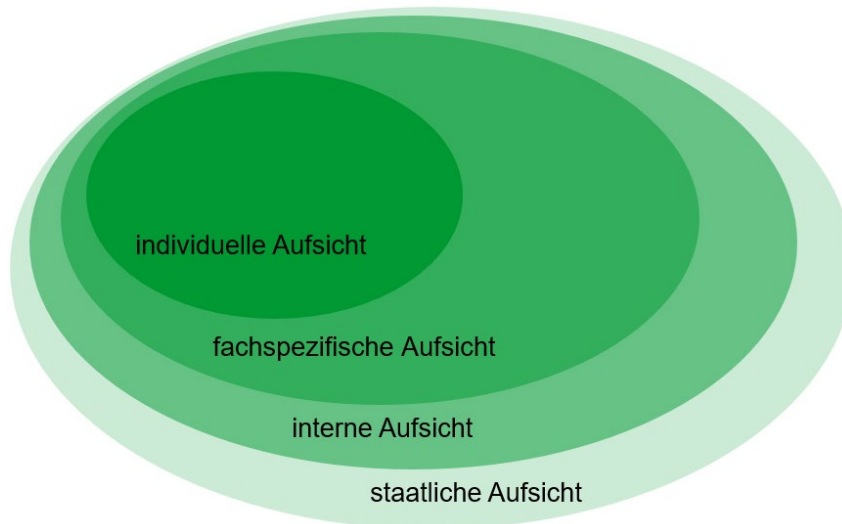 individuelle Aufsicht
fachspezifische Aufsicht
interne Aufsicht
staatliche Aufsicht